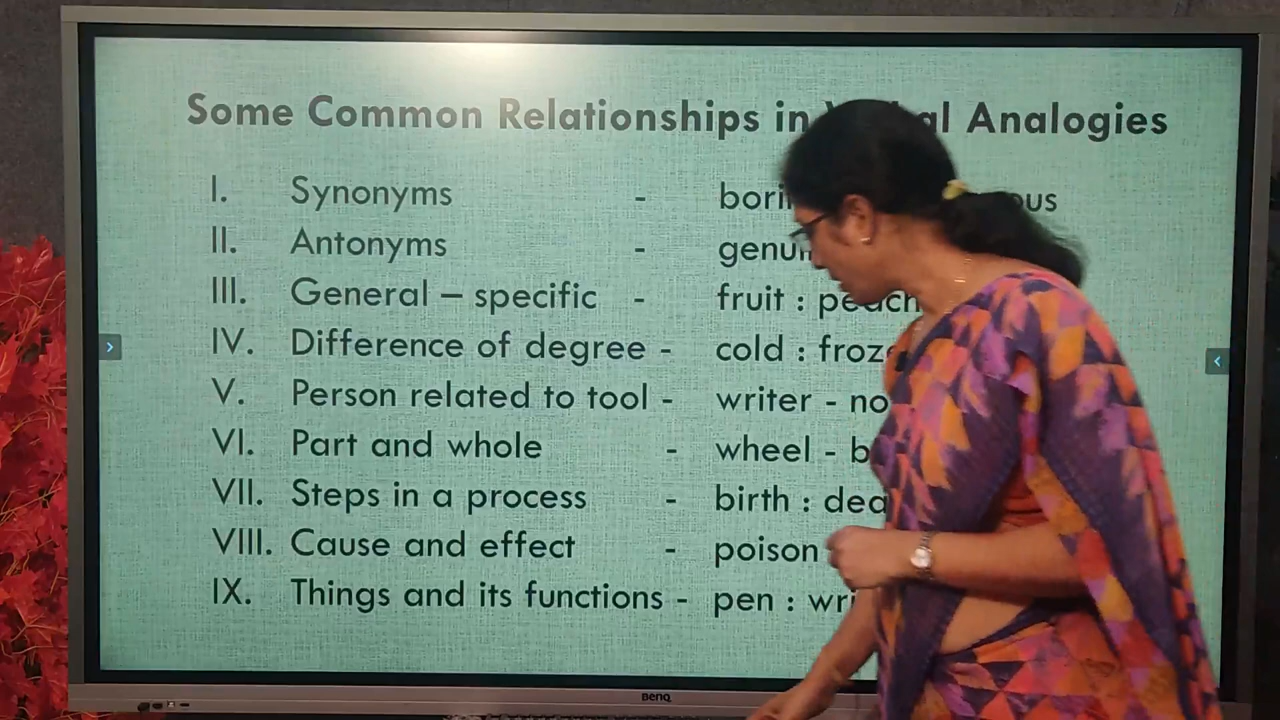 Some Common Relationships in Analogies
I. Synonyms -
II. Antonyms -
III. General – specific - fruit : peach
IV. Difference of degree - cold :
V. Person related to tool - writer -
VI. Part and whole - wheel -
VII. Steps in a process - birth :
VIII. Cause and effect - poison
IX. Things and its functions - pen :
BenQ